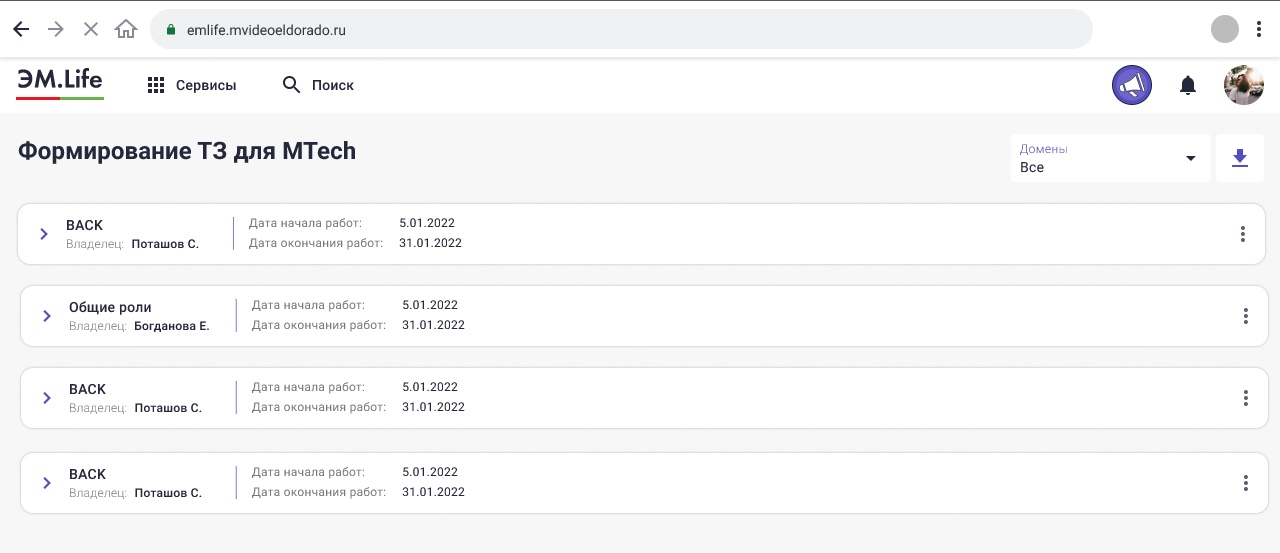 emlife.mvideoeldorado.ru
ЭМ.Life
Сервисы
Поиск
Формирование ТЗ для MTech
Домены
Все
BACK
Владелец: Поташов С.
Дата начала работ: 5.01.2022
Дата окончания работ: 31.01.2022
Общие роли
Владелец: Богданова Е.
Дата начала работ: 5.01.2022
Дата окончания работ: 31.01.2022
BACK
Владелец: Поташов С.
Дата начала работ: 5.01.2022
Дата окончания работ: 31.01.2022
BACK
Владелец: Поташов С.
Дата начала работ: 5.01.2022
Дата окончания работ: 31.01.2022